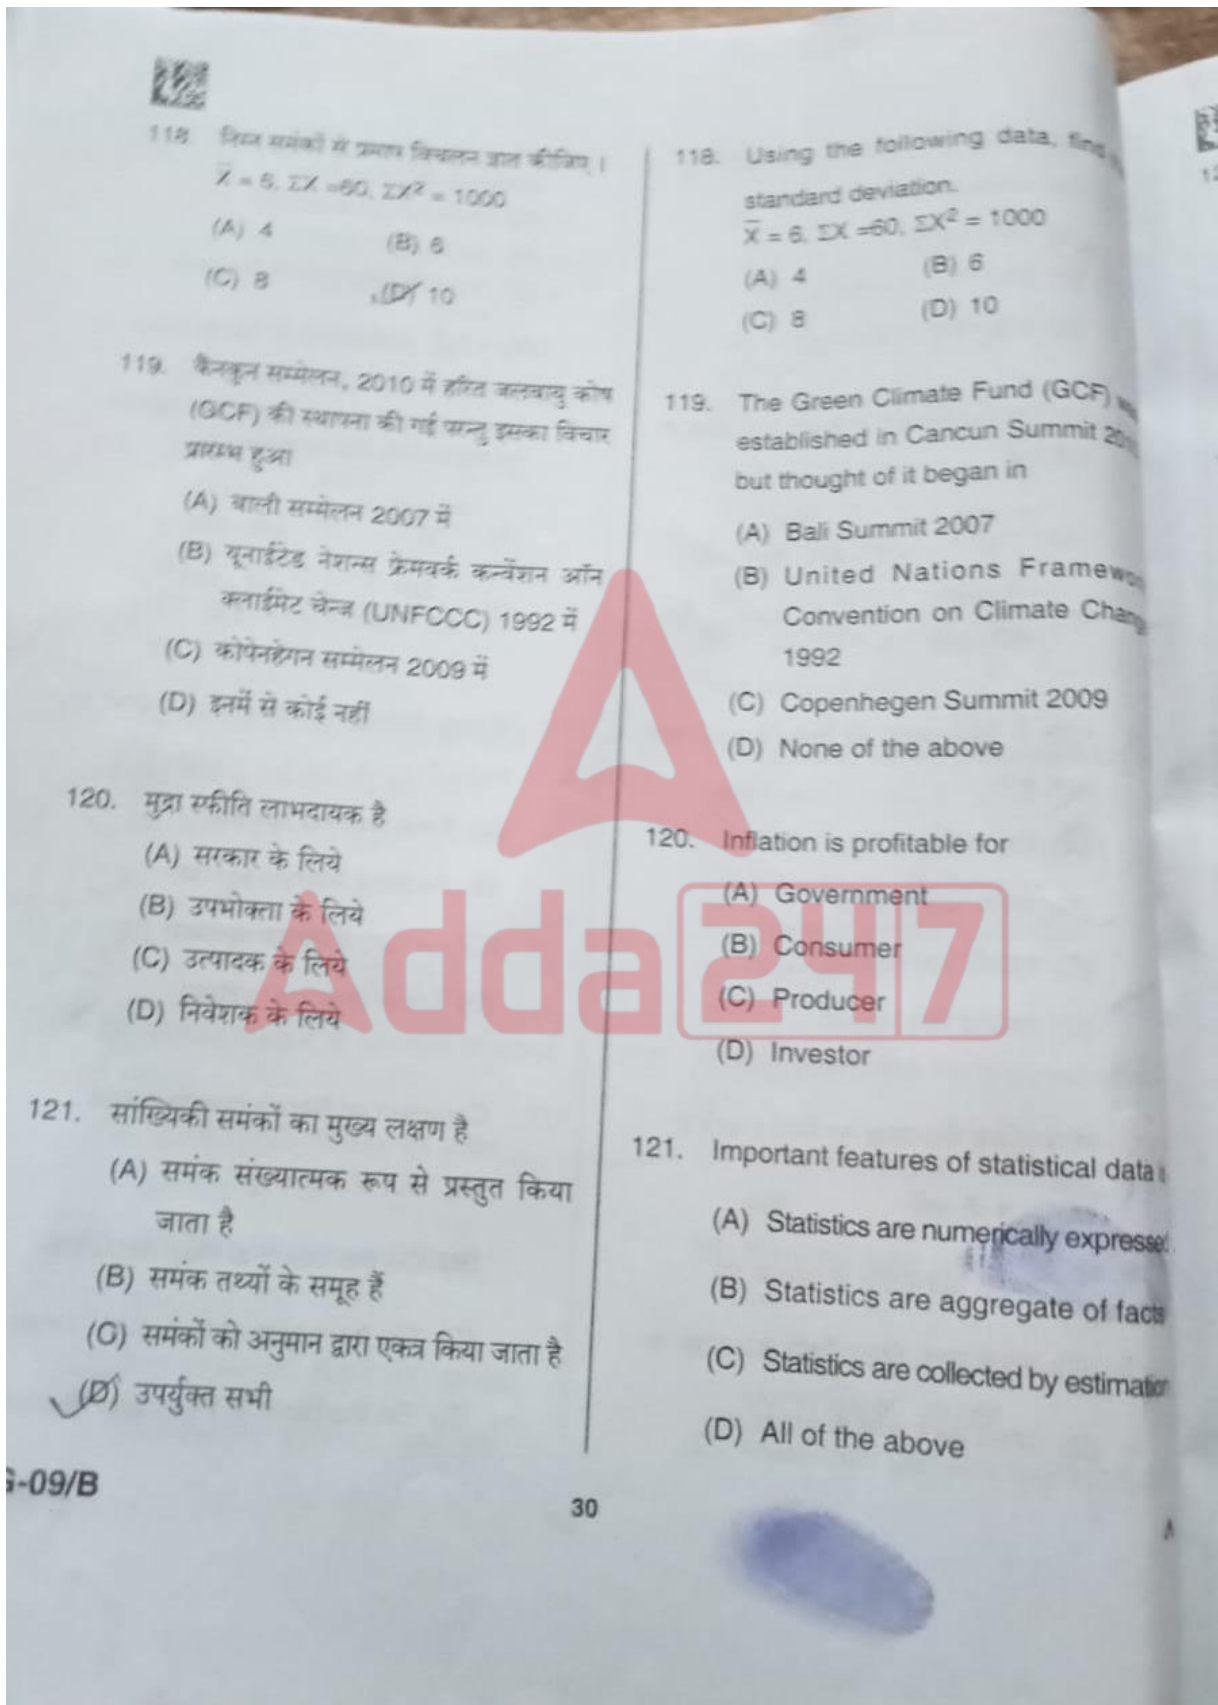 118. निम्न समंकों से प्रमाप विचलन ज्ञात कीजिए ।
X̅ = 6, ΣX =60, ΣX² = 1000
(A) 4 (B) 6
(C) 8 (D) 10
119. कैनकुन सम्मेलन, 2010 में हरित जलवायु कोष
(GCF) की स्थापना की गई परन्तु इसका विचार
प्रारम्भ हुआ
(A) बाली सम्मेलन 2007 में
(B) यूनाईटेड नेशन्स फ्रेमवर्क कन्वेंशन ऑन
क्लाईमेट चेन्ज (UNFCCC) 1992 में
(C) कोपेनहेगन सम्मेलन 2009 में
(D) इनमें से कोई नहीं
120. मुद्रा स्फीति लाभदायक है
(A) सरकार के लिये
(B) उपभोक्ता के लिये
(C) उत्पादक के लिये
(D) निवेशक के लिये
121. सांख्यिकी समंकों का मुख्य लक्षण है
(A) समंक संख्यात्मक रूप से प्रस्तुत किया
जाता है
(B) समंक तथ्यों के समूह हैं
(C) समंकों को अनुमान द्वारा एकत्र किया जाता है
(D) उपर्युक्त सभी
118. Using the following data, find
standard deviation.
X̅ = 6, ΣX =60, ΣX² = 1000
(A) 4 (B) 6
(C) 8 (D) 10
119. The Green Climate Fund (GCF)
established in Cancun Summit
but thought of it began in
(A) Bali Summit 2007
(B) United Nations
Convention on Climate
1992
(C) Copenhegen Summit 2009
(D) None of the above
120. Inflation is profitable for
(A) Government
(B) Consumer
(C) Producer
(D) Investor
121. Important features of statistical data
(A) Statistics are numerically
(B) Statistics are aggregate of facts
(C) Statistics are collected by estimation
(D) All of the above
-09/B
30
Adda247